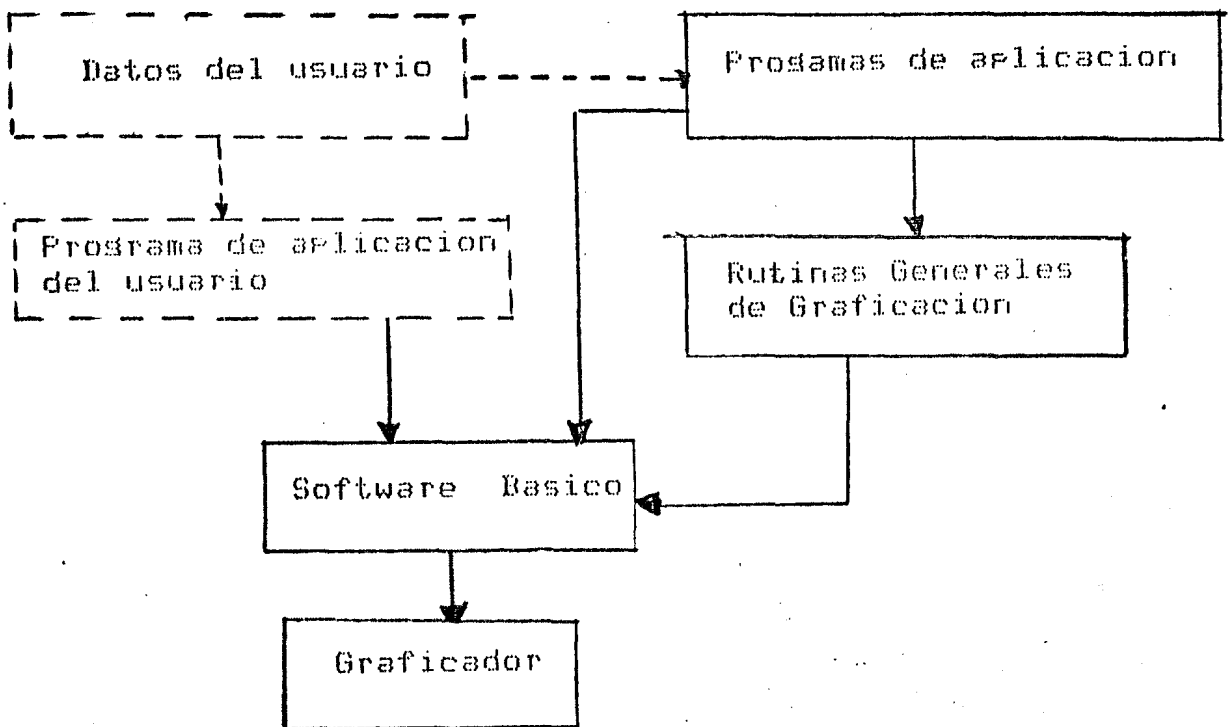 Datos del usuario
Progamas de aplicacion
Programa de aplicacion
del usuario
Rutinas Generales
de Graficacion
Software Basico
Graficador